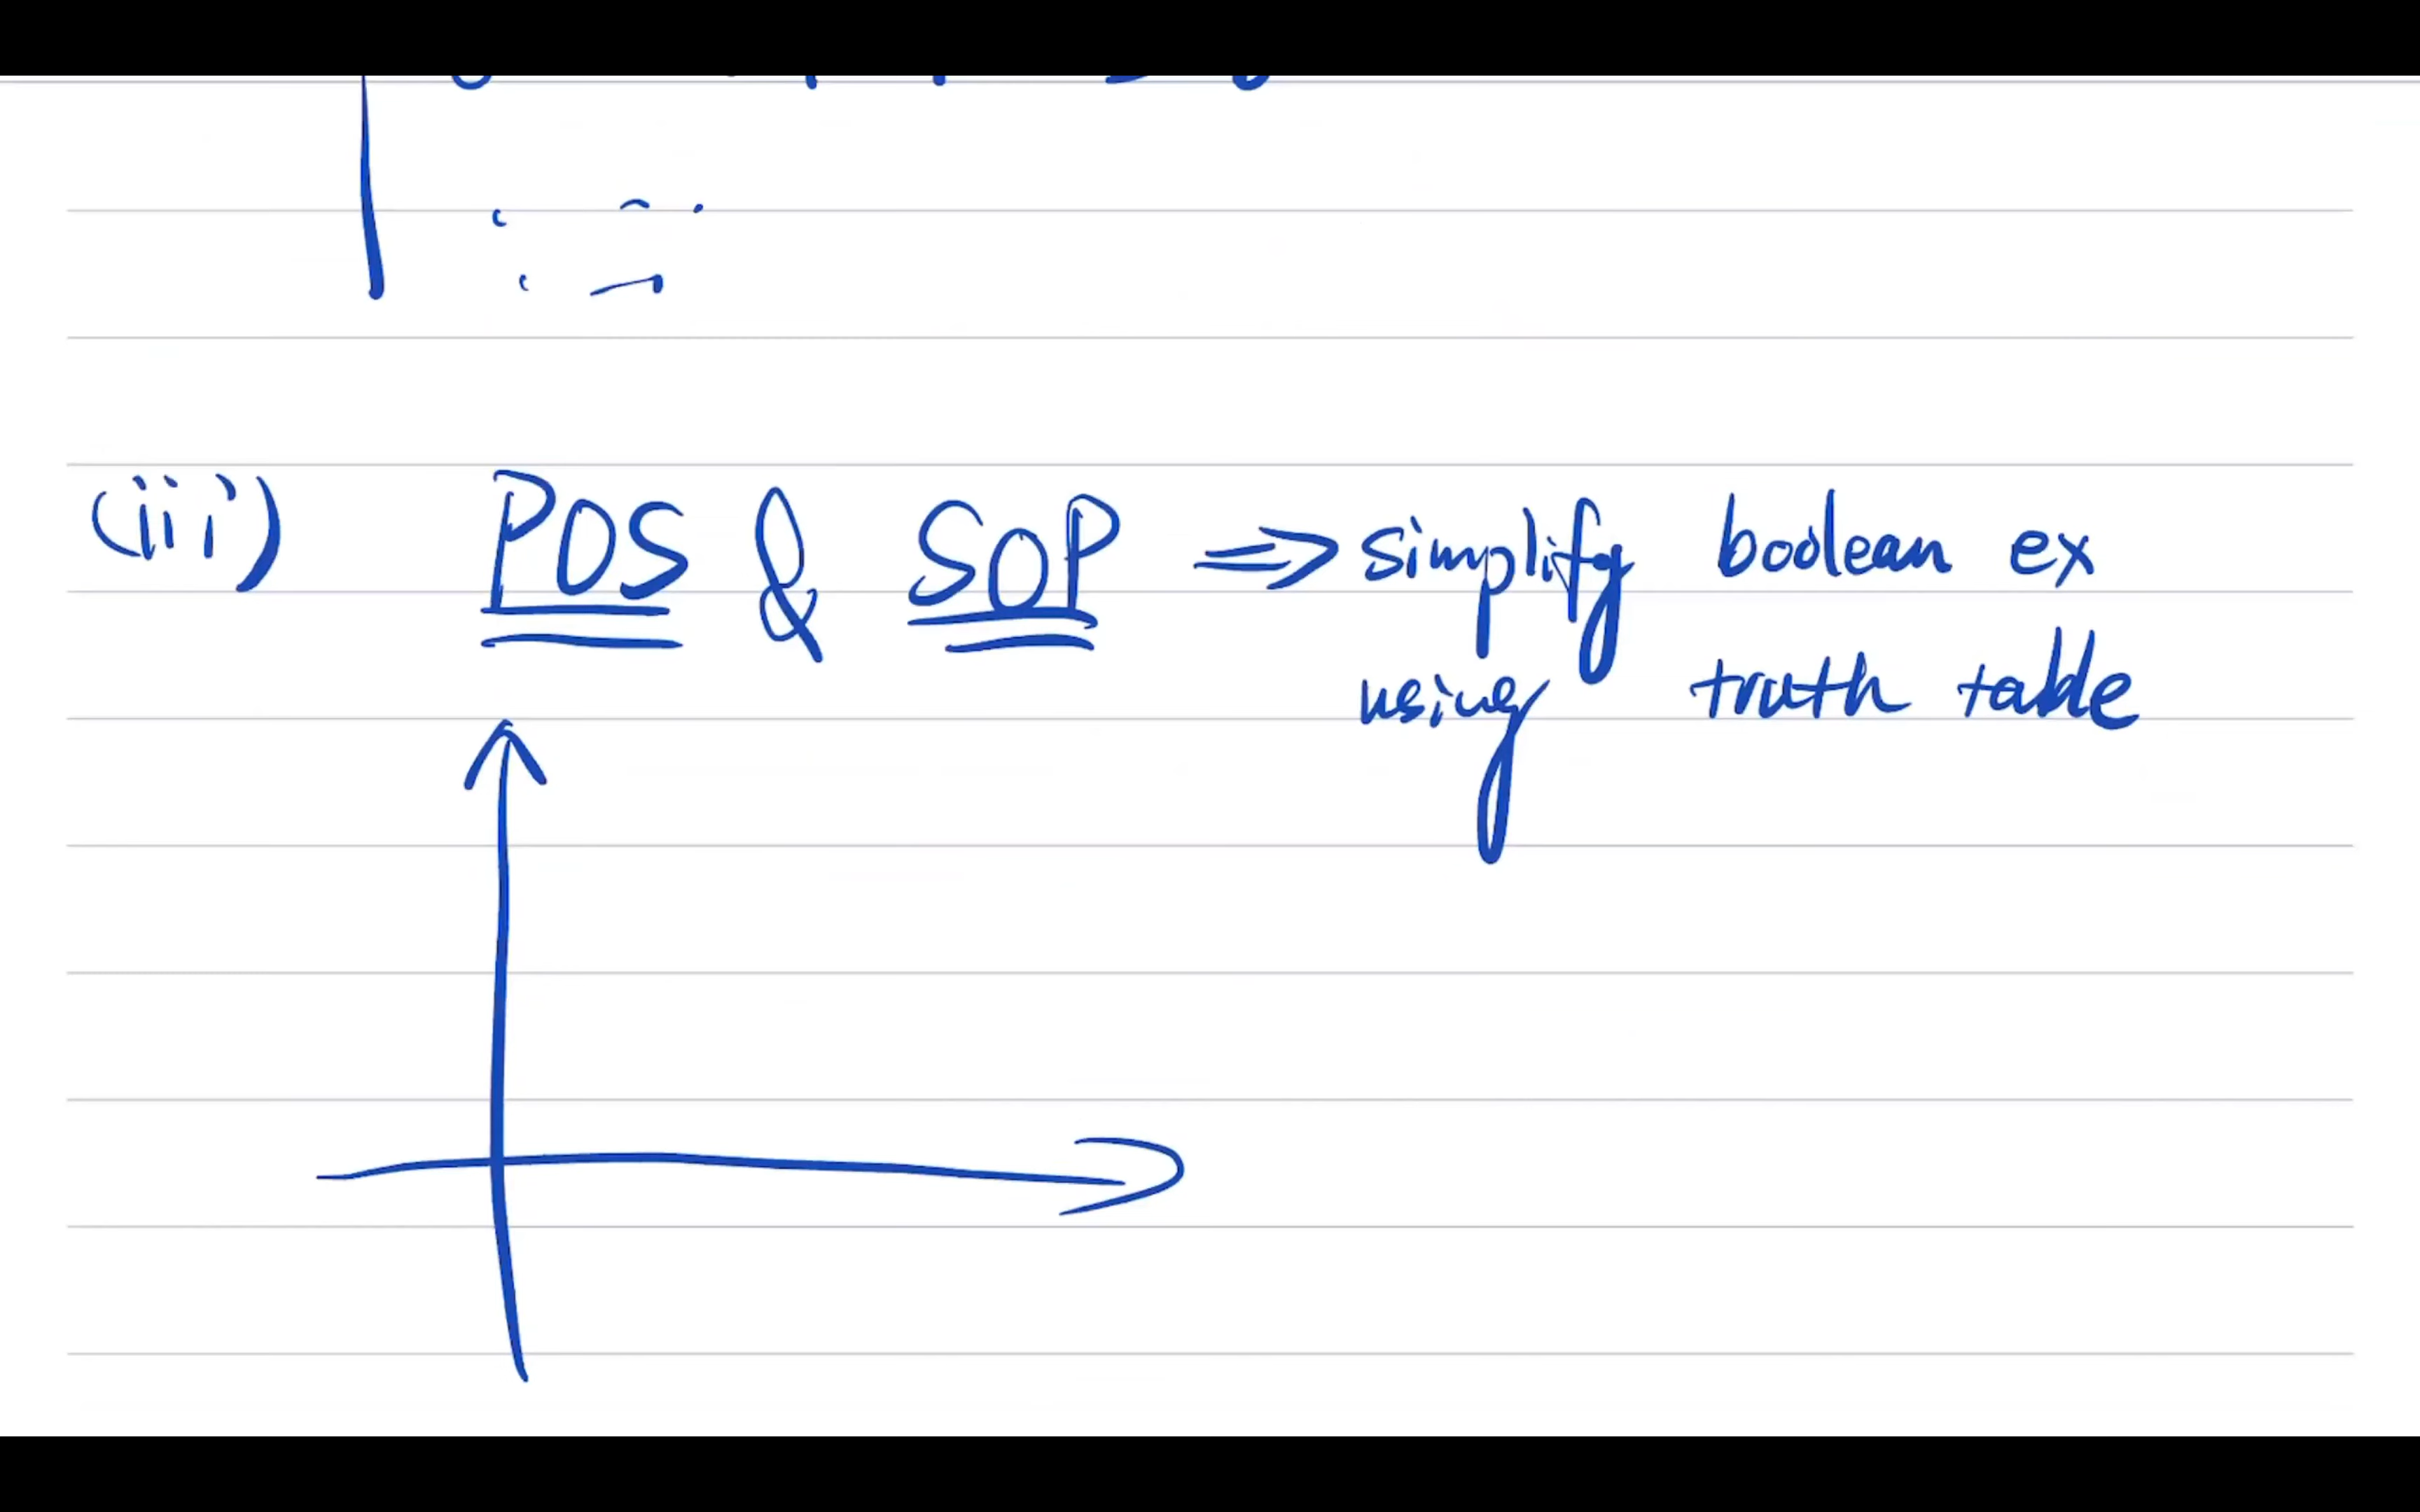 (iii) POS & SOP => simplify boolean ex
using truth table